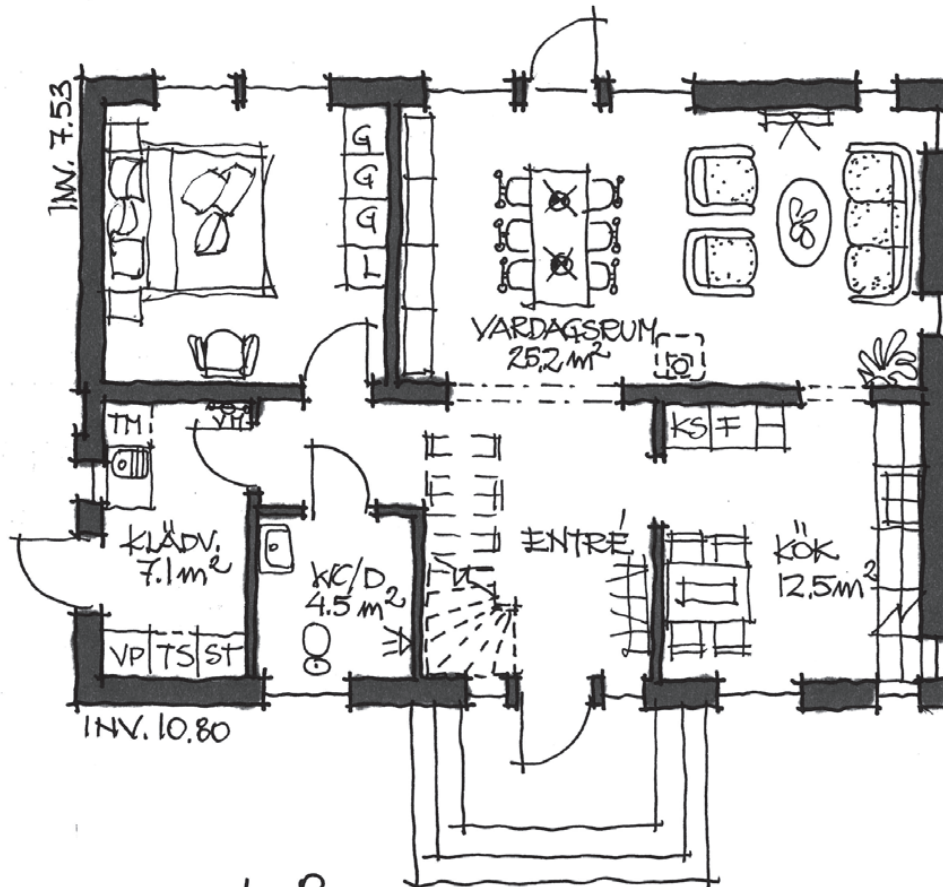 INV. 7.53
G
G
G
L
VARDAGSRUM
25,2 m²
TM
VM
KS F
KLÄDV.
7.1 m²
WC/D
4.5 m²
ENTRÉ
KÖK
12.5 m²
VP TS ST
INV. 10.80